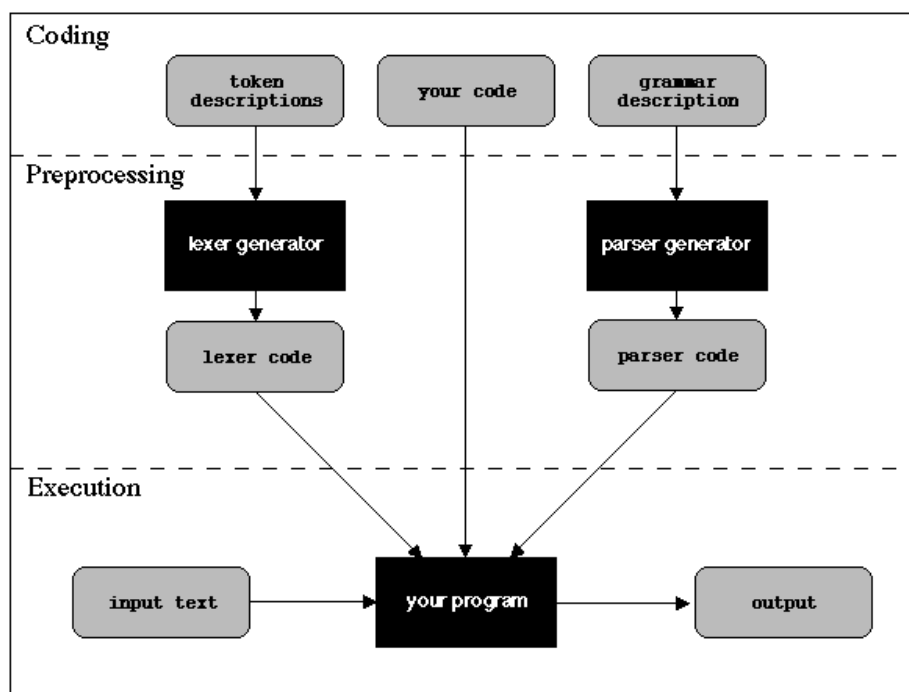 Coding
token
descriptions
your code
grammar
description
Preprocessing
lexer generator
parser generator
lexer code
parser code
Execution
input text
your program
output